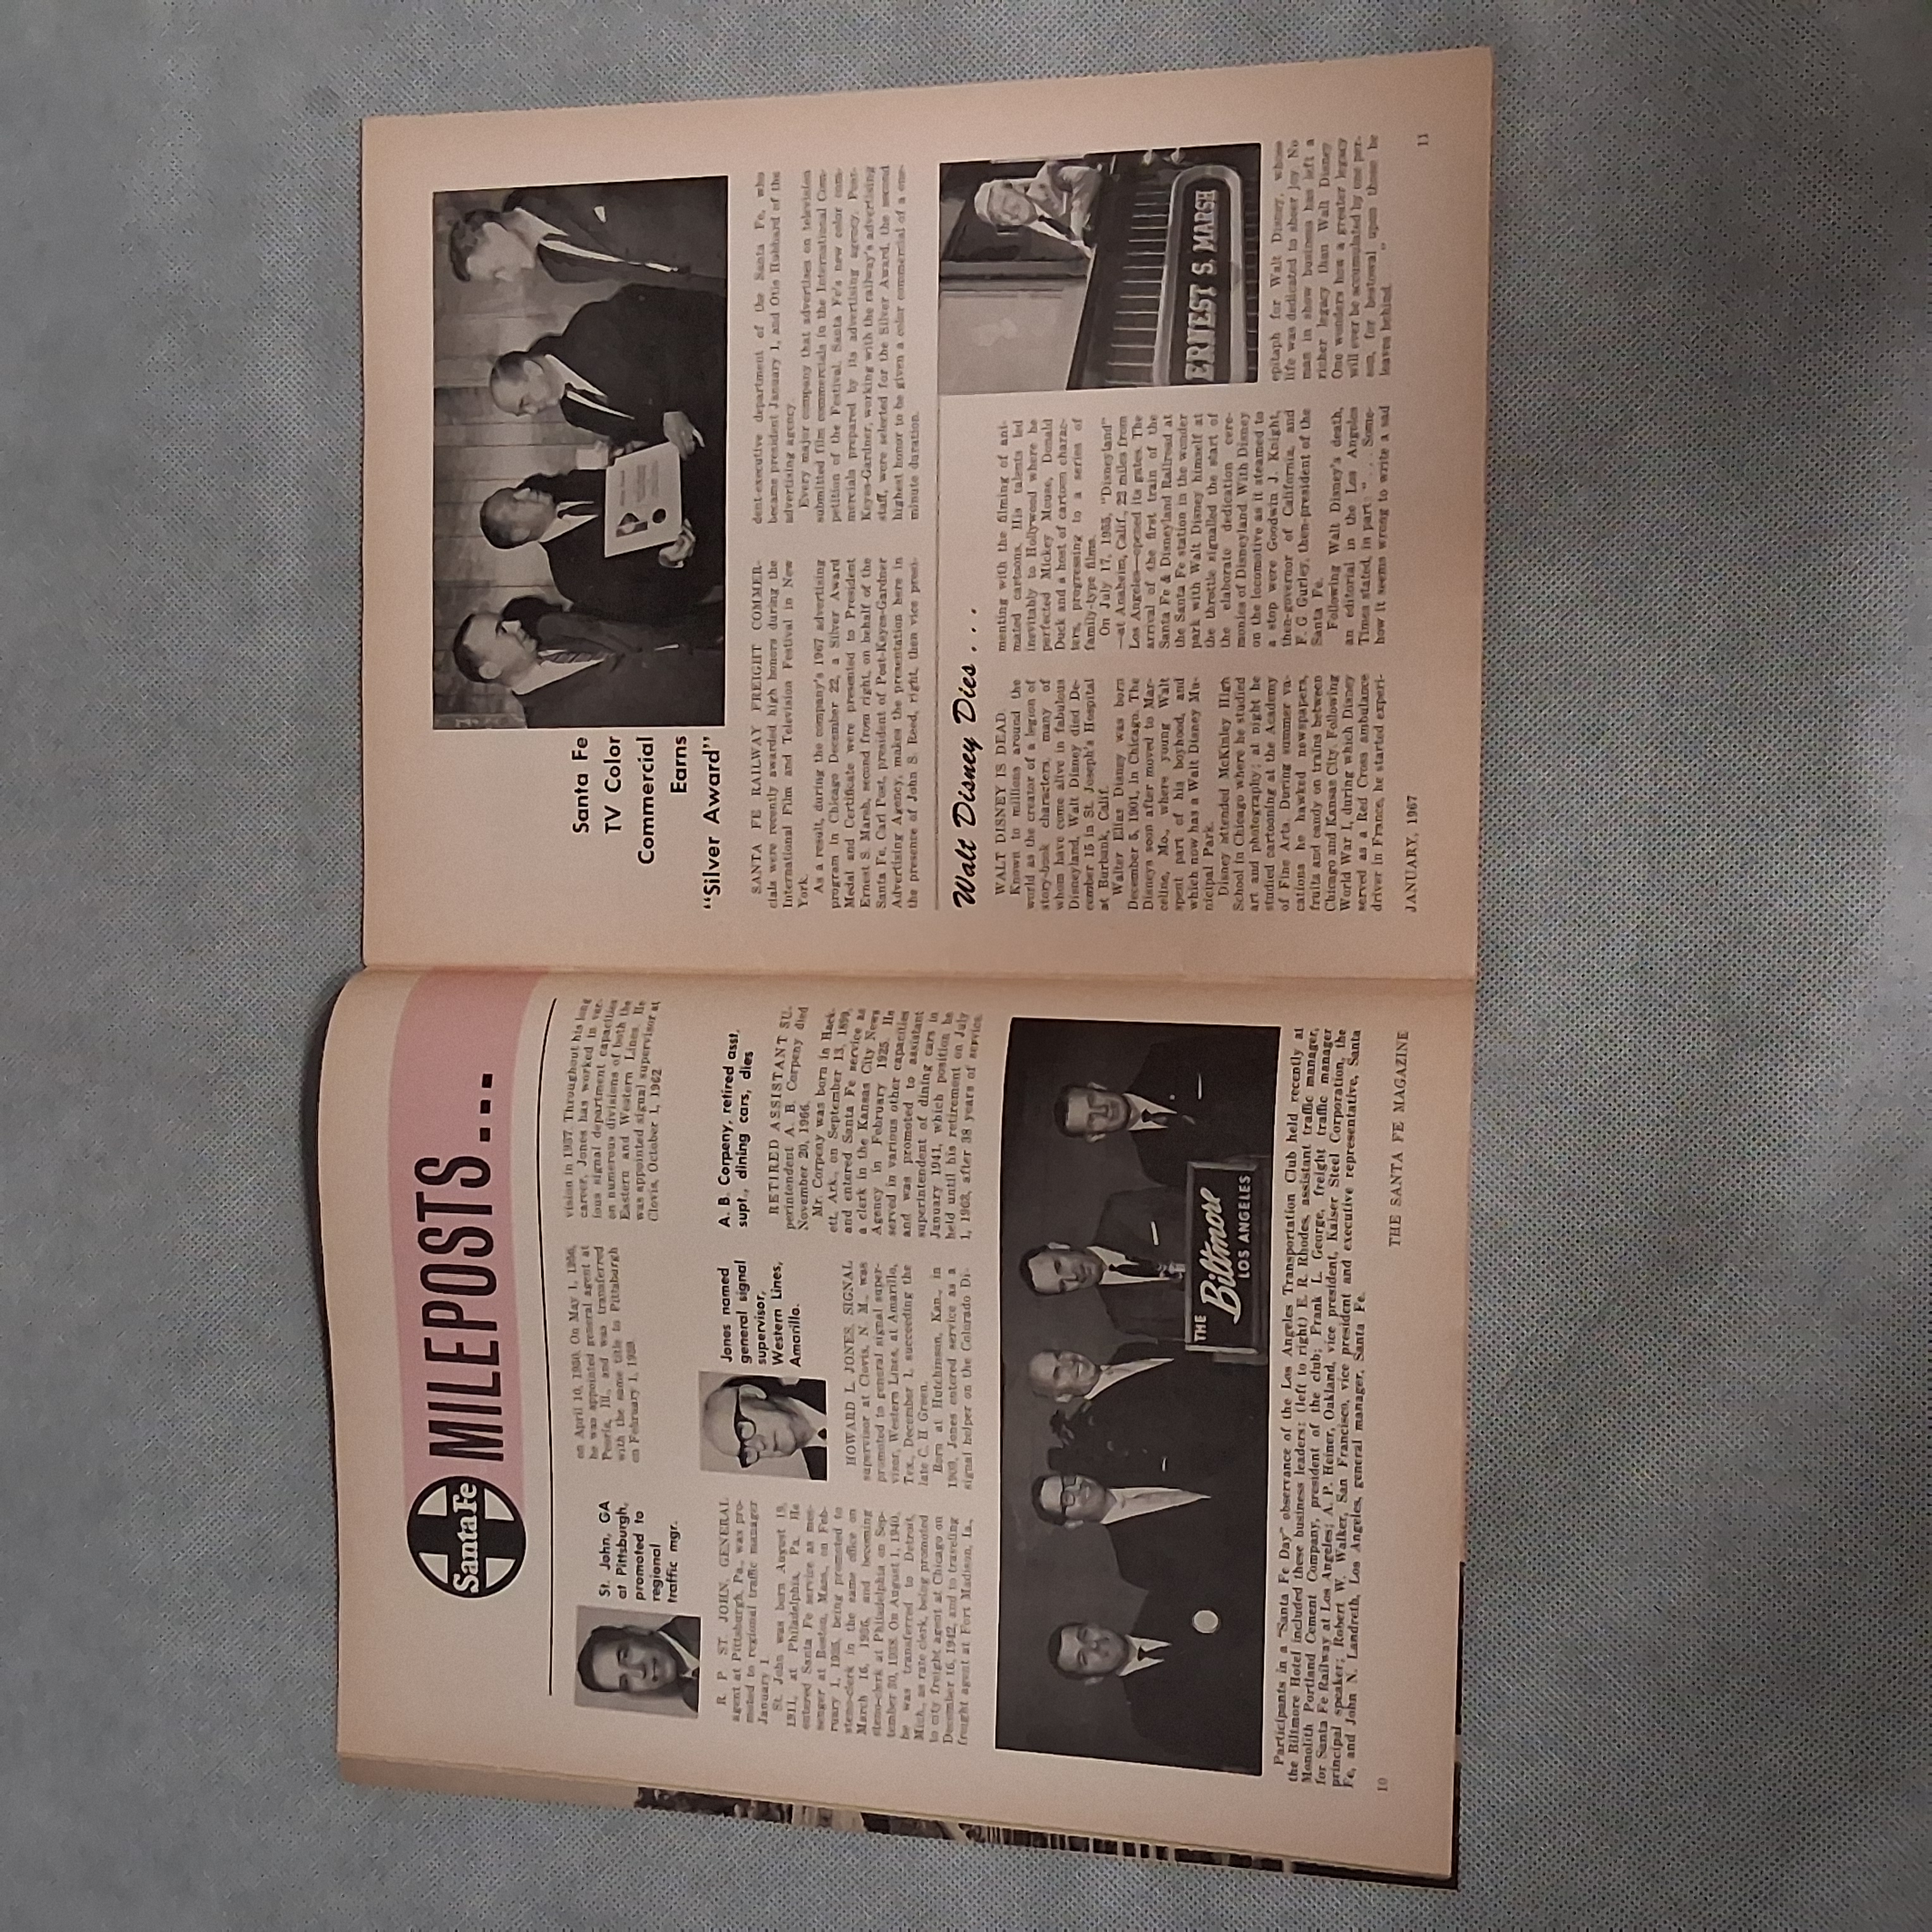 Santa Fe
MILEPOSTS...
St. John, GA
at Pittsburgh,
promoted to
regional
traffic mgr.
R. P. ST. JOHN, GENERAL
agent at Pittsburgh, Pa., was pro-
moted to regional traffic manager
January 1.
St. John was born August 19,
1911, at Philadelphia, Pa. He
entered Santa Fe service as mes-
senger at Boston, Mass., on Feb-
ruary 1, 1935, being promoted to
steno-clerk in the same office on
March 16, 1936, and becoming
steno-clerk at Philadelphia on Sep-
tember 30, 1938. On August 1, 1940,
he was transferred to Detroit,
Mich., as rate clerk, being promoted
to city freight agent at Chicago on
December 16, 1942, and to traveling
freight agent at Fort Madison, Ia.,
on April 10, 1950. On May 1, 1956,
he was appointed general agent at
Peoria, Ill., and was transferred
with the same title to Pittsburgh
on February 1, 1959.
Jones named
general signal
supervisor,
Western Lines,
Amarillo.
HOWARD L. JONES, SIGNAL
supervisor at Clovis, N. M., was
promoted to general signal super-
visor, Western Lines, at Amarillo,
Tex., December 1, succeeding the
late C. H. Green.
Born at Hutchinson, Kan., in
1909, Jones entered service as a
signal helper on the Colorado Di-
vision in 1937. Throughout his long
career, Jones has worked in var-
ious signal department capacities
on numerous divisions of both the
Eastern and Western Lines. He
was appointed signal supervisor at
Clovis, October 1, 1962.
A. B. Corpeny, retired asst.
supt., dining cars, dies
RETIRED ASSISTANT SU-
perintendent A. B. Corpeny died
November 20, 1966.
Mr. Corpeny was born in Hack-
ett, Ark., on September 13, 1899,
and entered Santa Fe service as
a clerk in the Kansas City News
Agency in February 1925. He
served in various other capacities
and was promoted to assistant
superintendent of dining cars in
January 1941, which position he
held until his retirement on July
1, 1963, after 38 years of service.
THE
Biltmore
LOS ANGELES
Participants in a "Santa Fe Day" observance of the Los Angeles Transportation Club held recently at
the Biltmore Hotel included these business leaders: (left to right) E. R. Rhodes, assistant traffic manager,
Monolith Portland Cement Company, president of the club; Frank L. George, freight traffic manager
for Santa Fe Railway at Los Angeles; A. P. Heiner, Oakland, vice president, Kaiser Steel Corporation, the
principal speaker; Robert W. Walker, San Francisco, vice president and executive representative, Santa
Fe, and John N. Landreth, Los Angeles, general manager, Santa Fe.
10
THE SANTA FE MAGAZINE
Santa Fe
TV Color
Commercial
Earns
"Silver Award"
SANTA FE RAILWAY FREIGHT COMMER-
cials were recently awarded high honors during the
International Film and Television Festival in New
York.
As a result, during the company's 1967 advertising
program in Chicago December 22, a Silver Award
Medal and Certificate were presented to President
Ernest S. Marsh, second from right, on behalf of the
Santa Fe. Carl Post, president of Post-Keyes-Gardner
Advertising Agency, makes the presentation here in
the presence of John S. Reed, right, then vice presi-
dent-executive department of the Santa Fe, who
became president January 1, and Otis Hubbard of the
advertising agency.
Every major company that advertises on television
submitted film commercials in the International Com-
petition of the Festival. Santa Fe's new color com-
mercials prepared by its advertising agency, Post-
Keyes-Gardner, working with the railway's advertising
staff, were selected for the Silver Award, the second
highest honor to be given a color commercial of a one-
minute duration.
Walt Disney Dies . . .
WALT DISNEY IS DEAD.
Known to millions around the
world as the creator of a legion of
story-book characters, many of
whom have come alive in fabulous
Disneyland, Walt Disney died De-
cember 15 in St. Joseph's Hospital
at Burbank, Calif.
Walter Elias Disney was born
December 5, 1901, in Chicago. The
Disneys soon after moved to Mar-
celine, Mo., where young Walt
spent part of his boyhood, and
which now has a Walt Disney Mu-
nicipal Park.
Disney attended McKinley High
School in Chicago where he studied
art and photography; at night he
studied cartooning at the Academy
of Fine Arts. During summer va-
cations he hawked newspapers,
fruits and candy on trains between
Chicago and Kansas City. Following
World War I, during which Disney
served as a Red Cross ambulance
driver in France, he started experi-
menting with the filming of ani-
mated cartoons. His talents led
inevitably to Hollywood where he
perfected Mickey Mouse, Donald
Duck and a host of cartoon charac-
ters, progressing to a series of
family-type films.
On July 17, 1955, "Disneyland"
—at Anaheim, Calif., 22 miles from
Los Angeles—opened its gates. The
arrival of the first train of the
Santa Fe & Disneyland Railroad at
the Santa Fe station in the wonder
park with Walt Disney himself at
the throttle signalled the start of
the elaborate dedication cere-
monies of Disneyland. With Disney
on the locomotive as it steamed to
a stop were Goodwin J. Knight,
then-governor of California, and
F. G. Gurley, then-president of the
Santa Fe.
Following Walt Disney's death,
an editorial in the Los Angeles
Times stated, in part: ". . . Some-
how it seems wrong to write a sad
epitaph for Walt Disney, whose
life was dedicated to sheer joy. No
man in show business has left a
richer legacy than Walt Disney.
One wonders how a greater legacy
will ever be accumulated by one per-
son, for bestowal upon those he
leaves behind. . ."
ERNEST S. MARSH
JANUARY, 1967
11